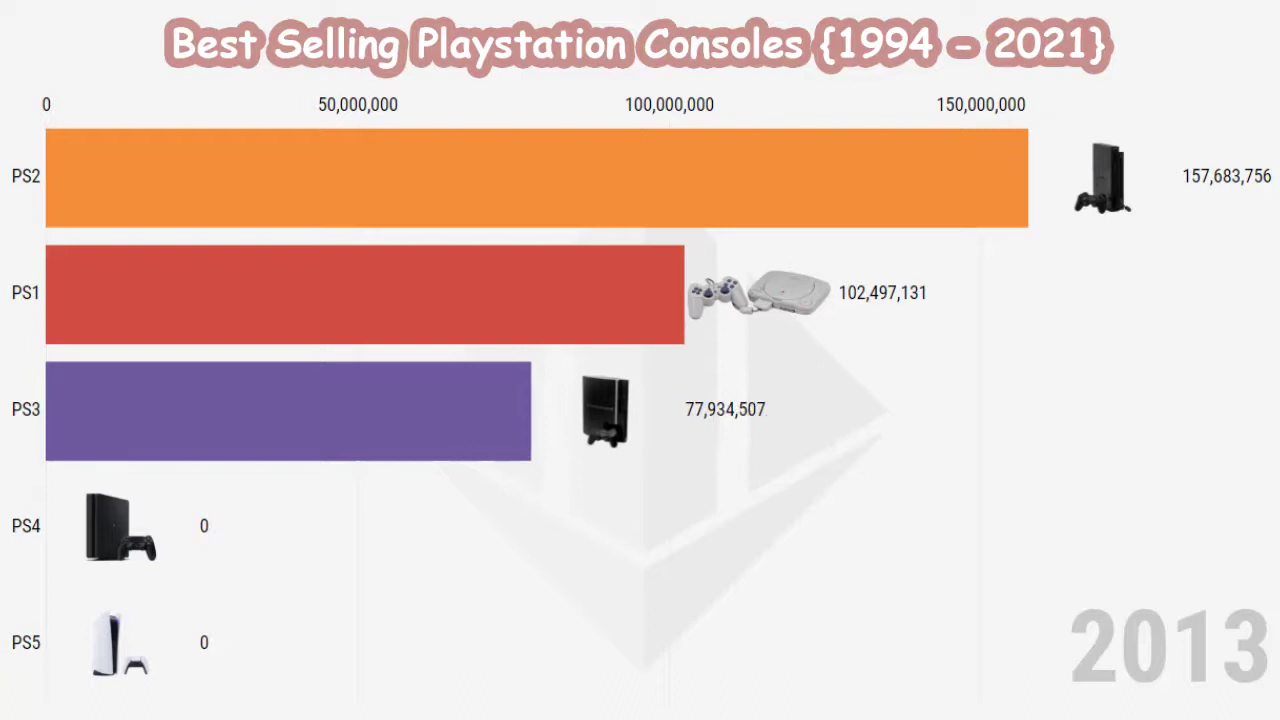 Best Selling Playstation Consoles {1994 – 2021}
0 50,000,000 100,000,000 150,000,000
PS2 157,683,756
PS1 102,497,131
PS3 77,934,507
PS4 0
PS5 0
2013